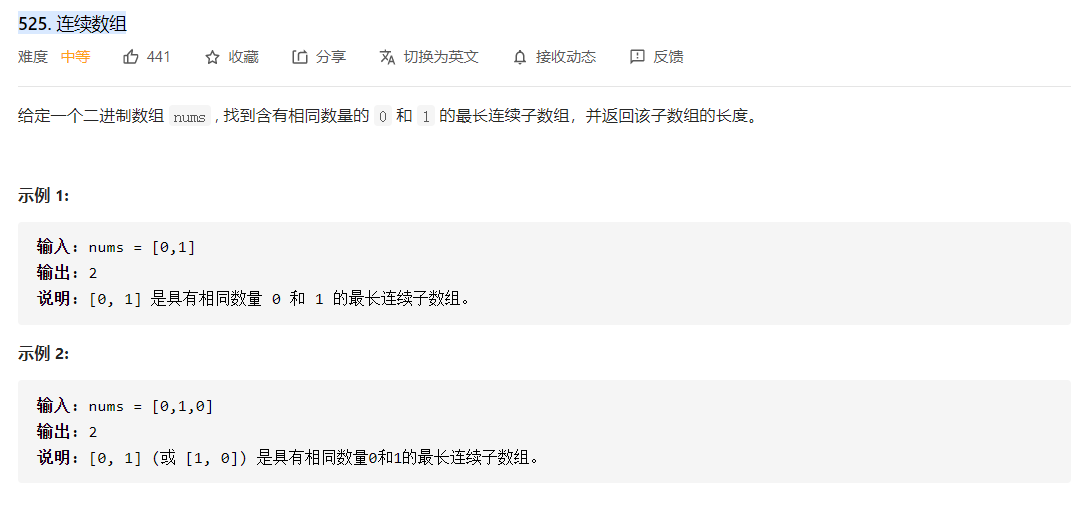 525. 连续数组
难度 中等 441 收藏 分享 切换为英文 接收动态 反馈
给定一个二进制数组 nums , 找到含有相同数量的 0 和 1 的最长连续子数组，并返回该子数组的长度。
示例 1:
输入：nums = [0,1]
输出：2
说明：[0, 1] 是具有相同数量 0 和 1 的最长连续子数组。
示例 2:
输入：nums = [0,1,0]
输出：2
说明：[0, 1] (或 [1, 0]) 是具有相同数量0和1的最长连续子数组。